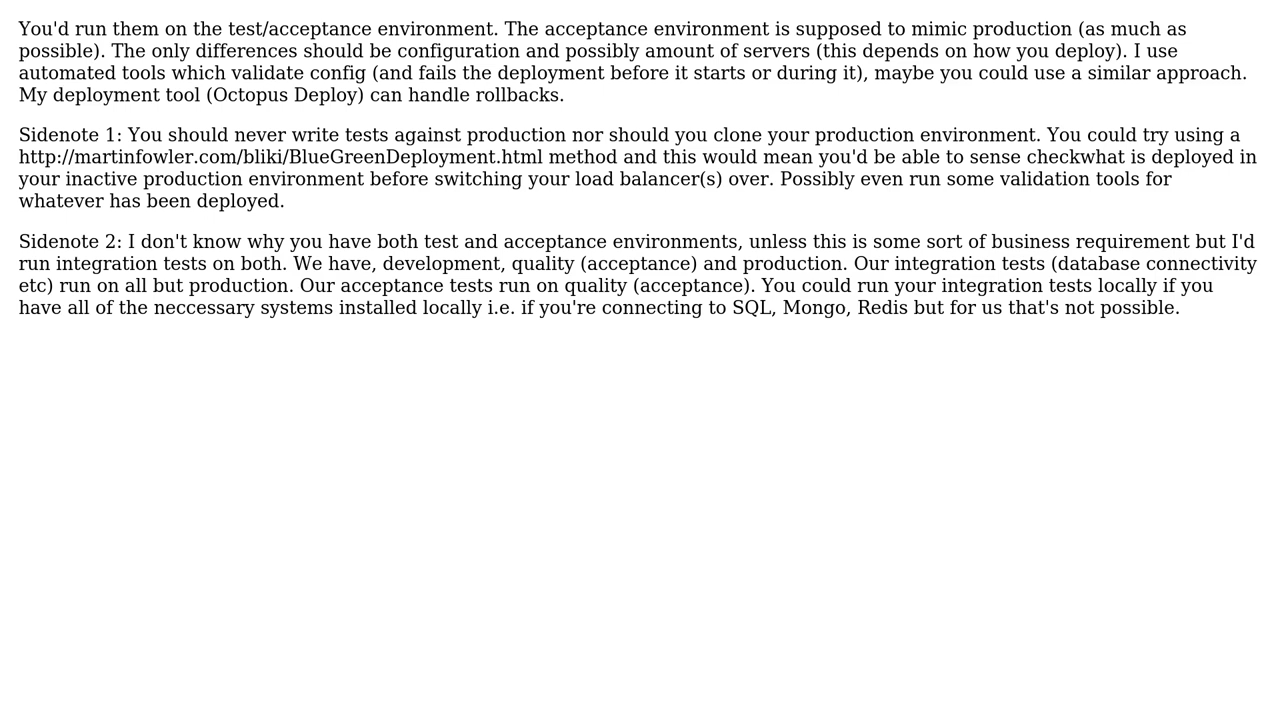 You'd run them on the test/acceptance environment. The acceptance environment is supposed to mimic production (as much as
possible). The only differences should be configuration and possibly amount of servers (this depends on how you deploy). I use
automated tools which validate config (and fails the deployment before it starts or during it), maybe you could use a similar approach.
My deployment tool (Octopus Deploy) can handle rollbacks.
Sidenote 1: You should never write tests against production nor should you clone your production environment. You could try using a
http://martinfowler.com/bliki/BlueGreenDeployment.html method and this would mean you'd be able to sense checkwhat is deployed in
your inactive production environment before switching your load balancer(s) over. Possibly even run some validation tools for
whatever has been deployed.
Sidenote 2: I don't know why you have both test and acceptance environments, unless this is some sort of business requirement but I'd
run integration tests on both. We have, development, quality (acceptance) and production. Our integration tests (database connectivity
etc) run on all but production. Our acceptance tests run on quality (acceptance). You could run your integration tests locally if you
have all of the neccessary systems installed locally i.e. if you're connecting to SQL, Mongo, Redis but for us that's not possible.